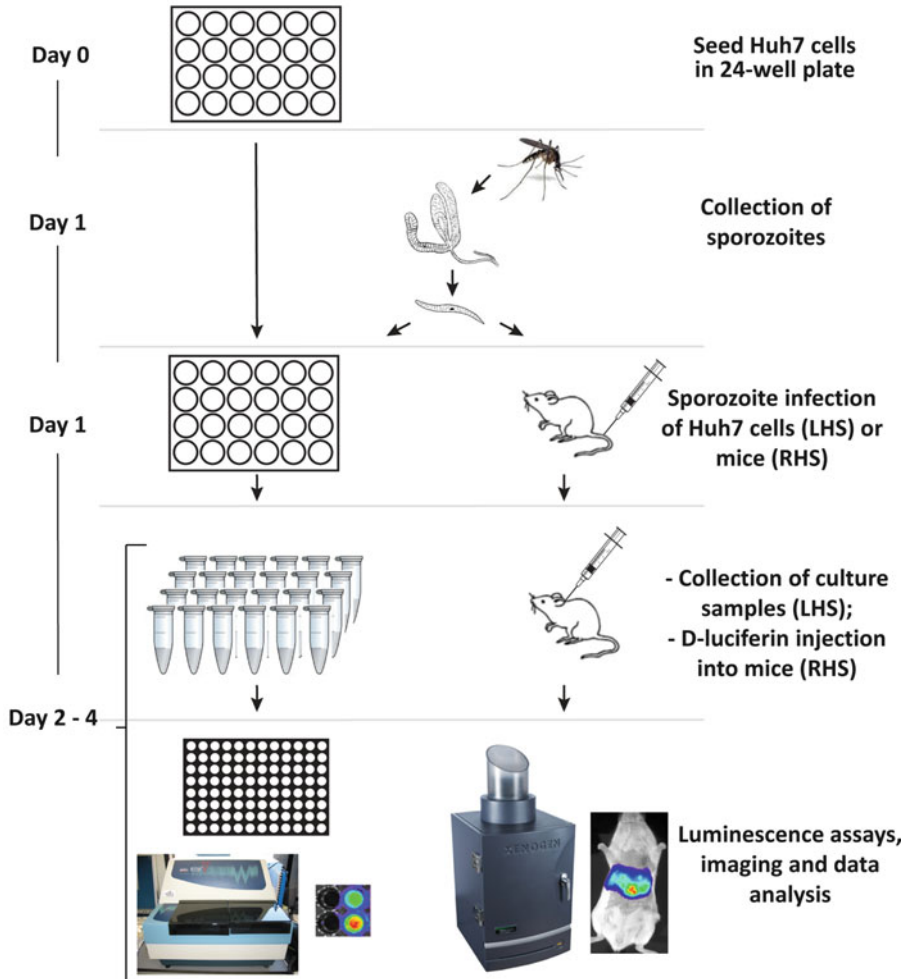 Day 0
Seed Huh7 cells
in 24-well plate
Day 1
Collection of
sporozoites
Day 1
Sporozoite infection
of Huh7 cells (LHS) or
mice (RHS)
- Collection of culture
samples (LHS);
- D-luciferin injection
into mice (RHS)
Day 2 - 4
XENOGEN
Luminescence assays,
imaging and data
analysis